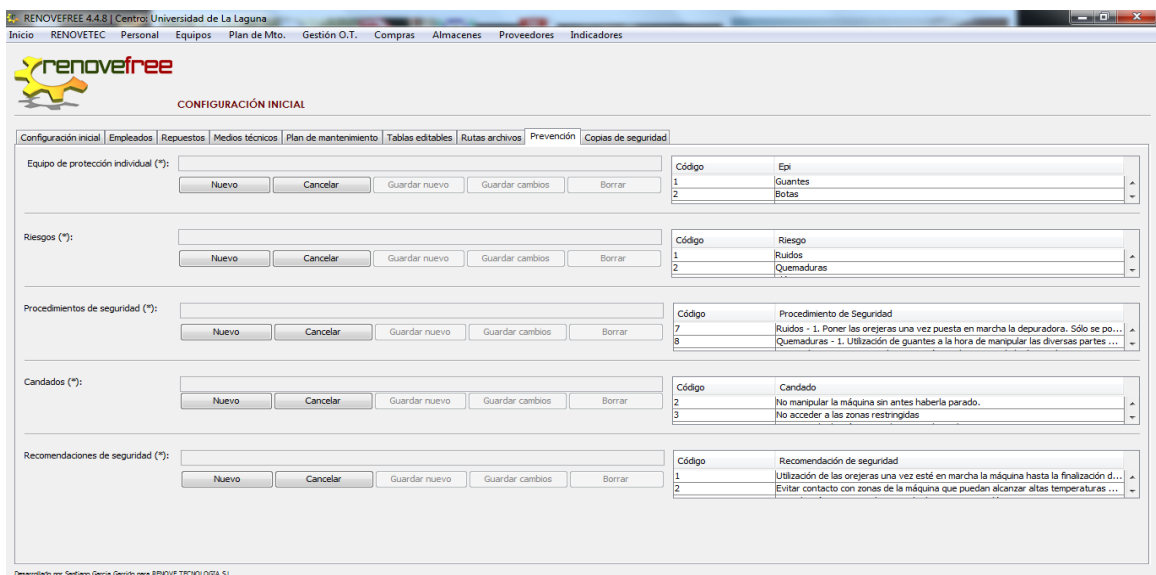 RENOVEFREE 4.4.8 | Centro: Universidad de La Laguna
Inicio RENOVETEC Personal Equipos Plan de Mto. Gestión O.T. Compras Almacenes Proveedores Indicadores
renovefree
CONFIGURACIÓN INICIAL
Configuración inicial Empleados Repuestos Medios técnicos Plan de mantenimiento Tablas editables Rutas archivos Prevención Copias de seguridad
Equipo de protección individual (*):
Nuevo Cancelar Guardar nuevo Guardar cambios Borrar
Código Epi
1 Guantes
2 Botas
Riesgos (*):
Nuevo Cancelar Guardar nuevo Guardar cambios Borrar
Código Riesgo
1 Ruidos
2 Quemaduras
Procedimientos de seguridad (*):
Nuevo Cancelar Guardar nuevo Guardar cambios Borrar
Código Procedimiento de Seguridad
7 Ruidos - 1. Poner las orejeras una vez puesta en marcha la depuradora. Sólo se po...
8 Quemaduras - 1. Utilización de guantes a la hora de manipular las diversas partes ...
Candados (*):
Nuevo Cancelar Guardar nuevo Guardar cambios Borrar
Código Candado
2 No manipular la máquina sin antes haberla parado.
3 No acceder a las zonas restringidas
Recomendaciones de seguridad (*):
Nuevo Cancelar Guardar nuevo Guardar cambios Borrar
Código Recomendación de seguridad
1 Utilización de las orejeras una vez esté en marcha la máquina hasta la finalización d...
2 Evitar contacto con zonas de la máquina que puedan alcanzar altas temperaturas ...
Desarrollado por Santiago García Garrido para RENOVE TECNOLOGÍA S.L.